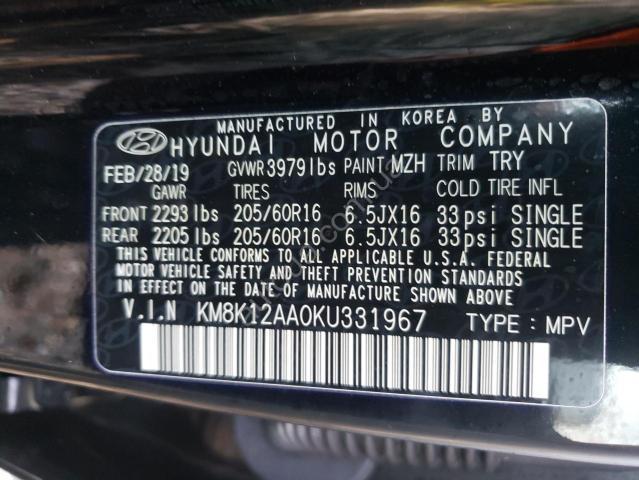 MANUFACTURED IN KOREA BY
HYUNDAI MOTOR COMPANY
FEB/28/19 GVWR 3979lbs PAINT MZH TRIM TRY
GAWR TIRES RIMS COLD TIRE INFL
FRONT 2293lbs 205/60R16 6.5JX16 33psi SINGLE
REAR 2205lbs 205/60R16 6.5JX16 33psi SINGLE
THIS VEHICLE CONFORMS TO ALL APPLICABLE U.S.A. FEDERAL
MOTOR VEHICLE SAFETY AND THEFT PREVENTION STANDARDS
IN EFFECT ON THE DATE OF MANUFACTURE SHOWN ABOVE.
V.I.N KM8K12AA0KU331967 TYPE : MPV